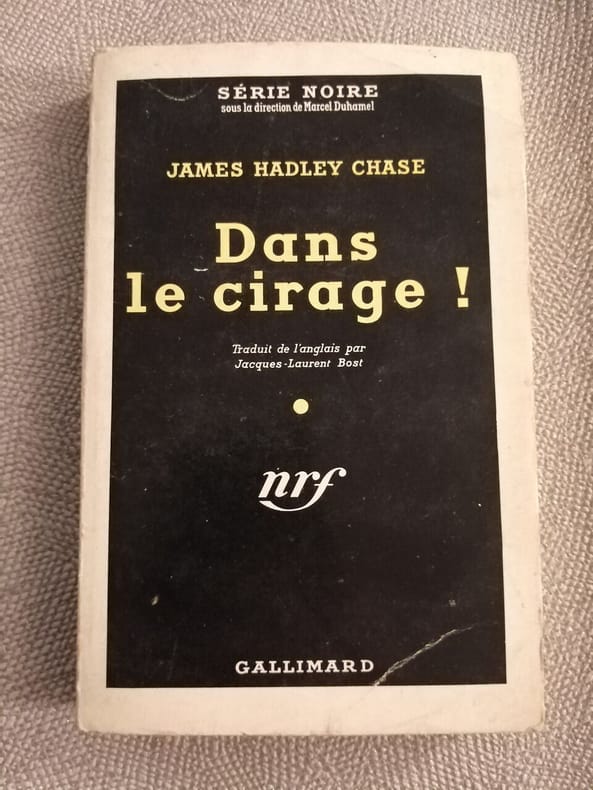 SÉRIE NOIRE
sous la direction de Marcel Duhamel
JAMES HADLEY CHASE
Dans
le cirage !
Traduit de l'anglais par
Jacques-Laurent Bost
nrf
GALLIMARD